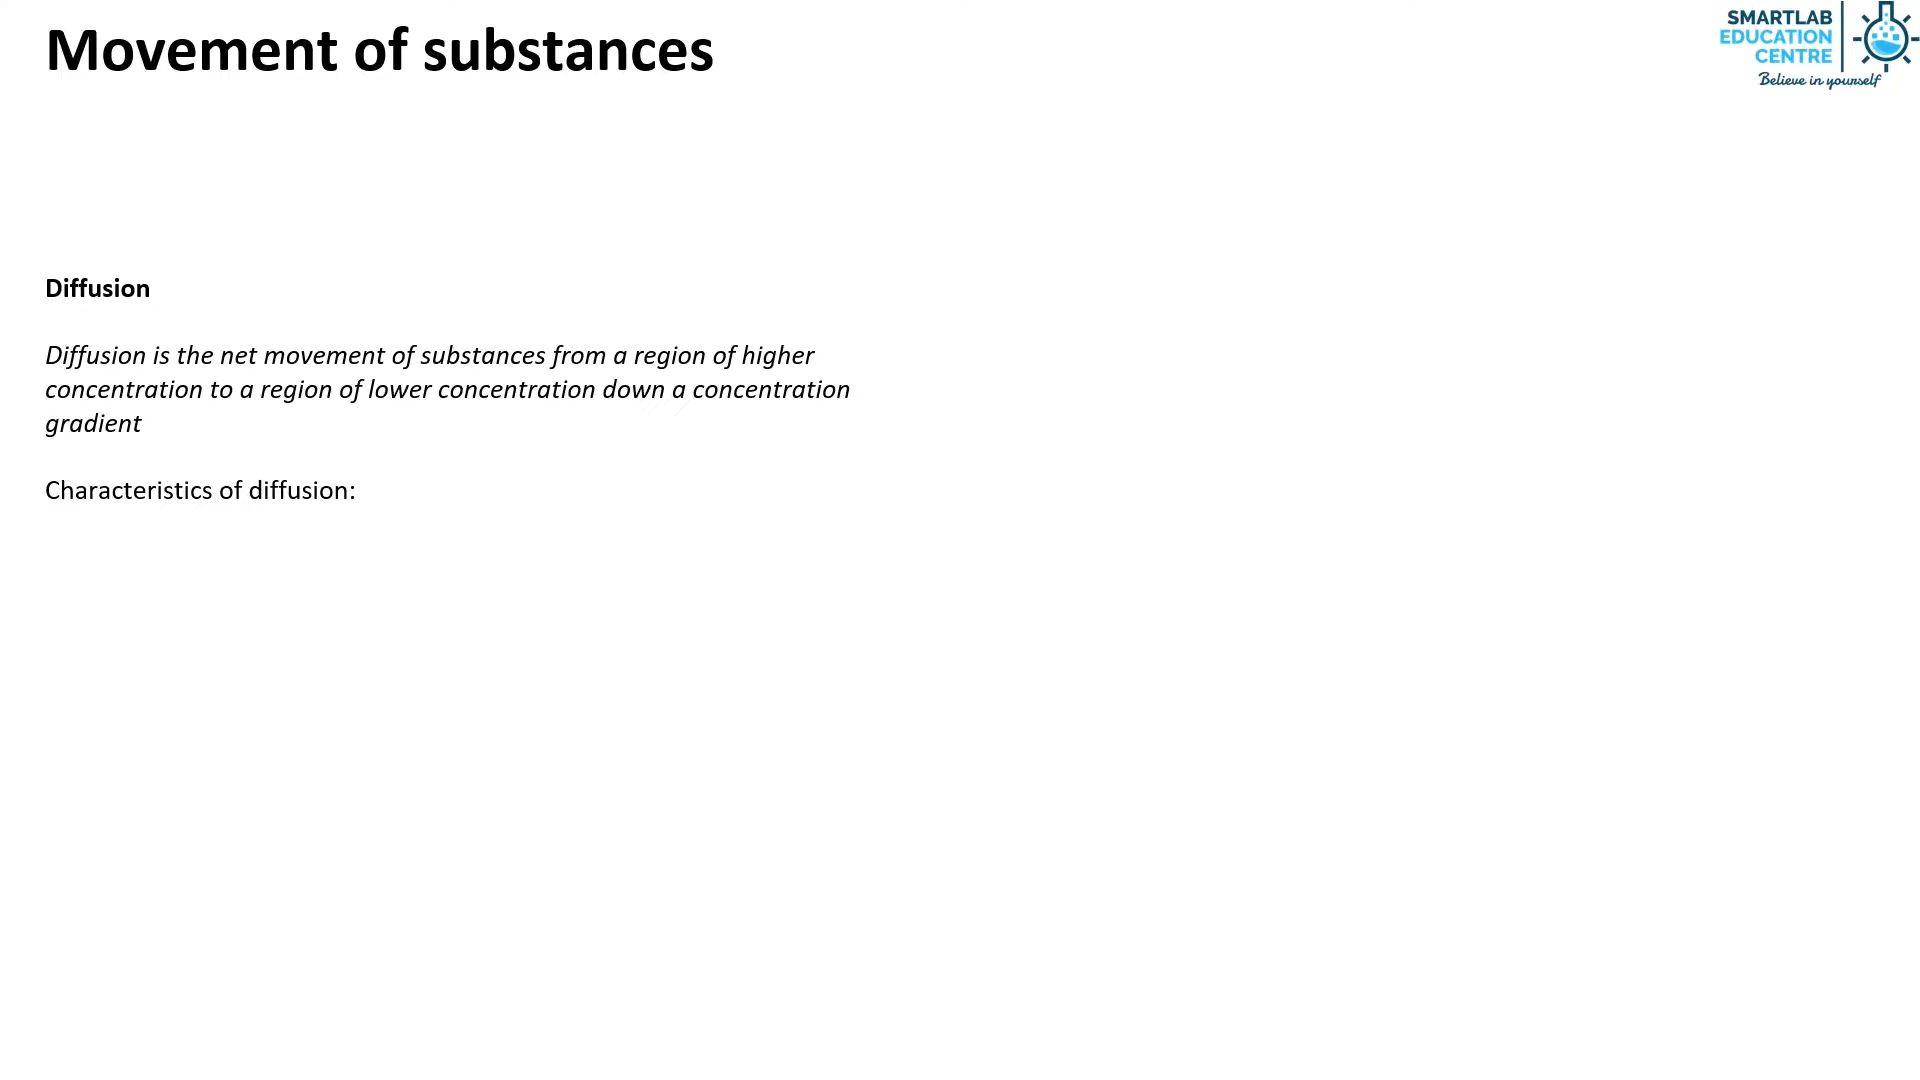 Movement of substances
SMARTLAB
EDUCATION
CENTRE
Believe in yourself
Diffusion
Diffusion is the net movement of substances from a region of higher
concentration to a region of lower concentration down a concentration
gradient
Characteristics of diffusion: